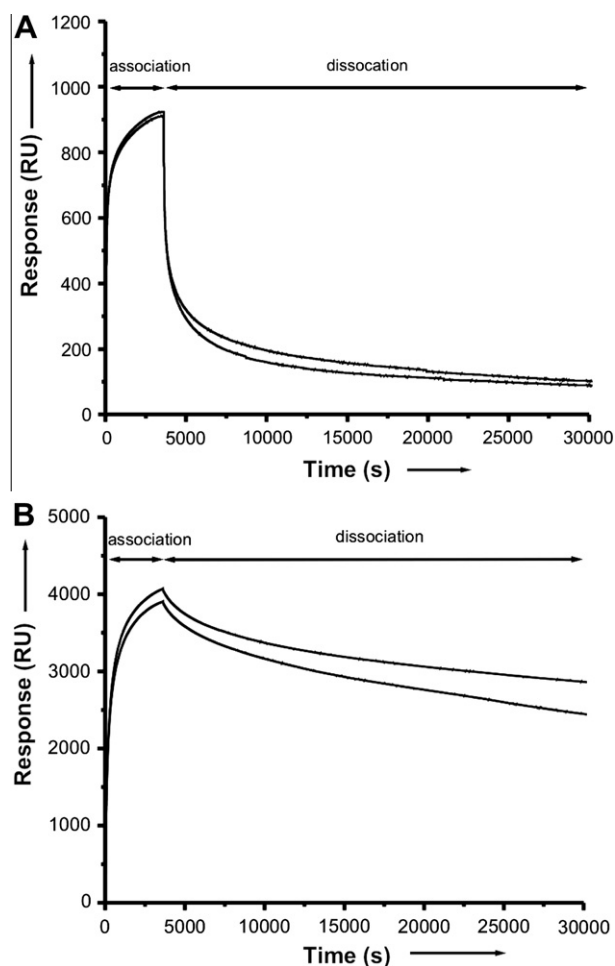 A
1200
1000
800
600
400
200
0
Response (RU)
association
dissocation
0 5000 10000 15000 20000 25000 30000
Time (s)
B
5000
4000
3000
2000
1000
0
Response (RU)
association
dissociation
0 5000 10000 15000 20000 25000 30000
Time (s)